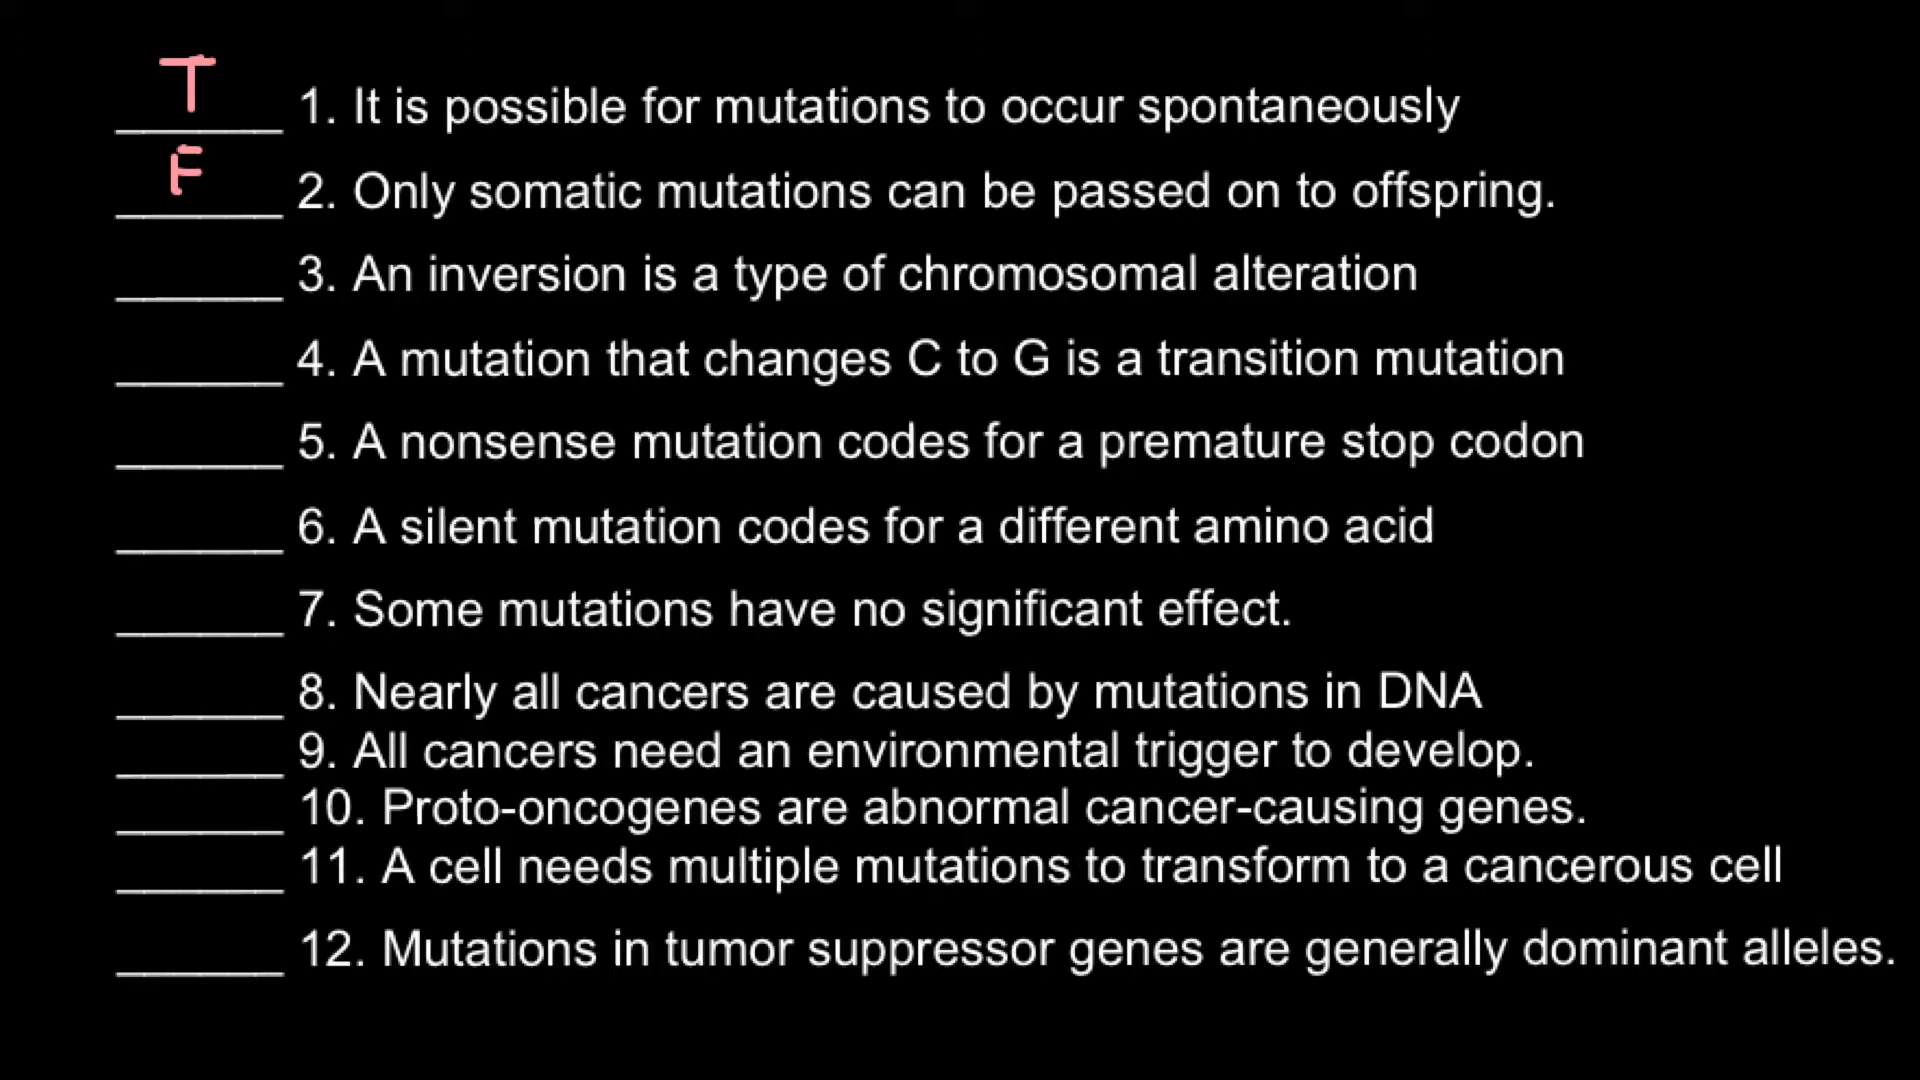 T 1. It is possible for mutations to occur spontaneously
F 2. Only somatic mutations can be passed on to offspring.
3. An inversion is a type of chromosomal alteration
4. A mutation that changes C to G is a transition mutation
5. A nonsense mutation codes for a premature stop codon
6. A silent mutation codes for a different amino acid
7. Some mutations have no significant effect.
8. Nearly all cancers are caused by mutations in DNA
9. All cancers need an environmental trigger to develop.
10. Proto-oncogenes are abnormal cancer-causing genes.
11. A cell needs multiple mutations to transform to a cancerous cell
12. Mutations in tumor suppressor genes are generally dominant alleles.